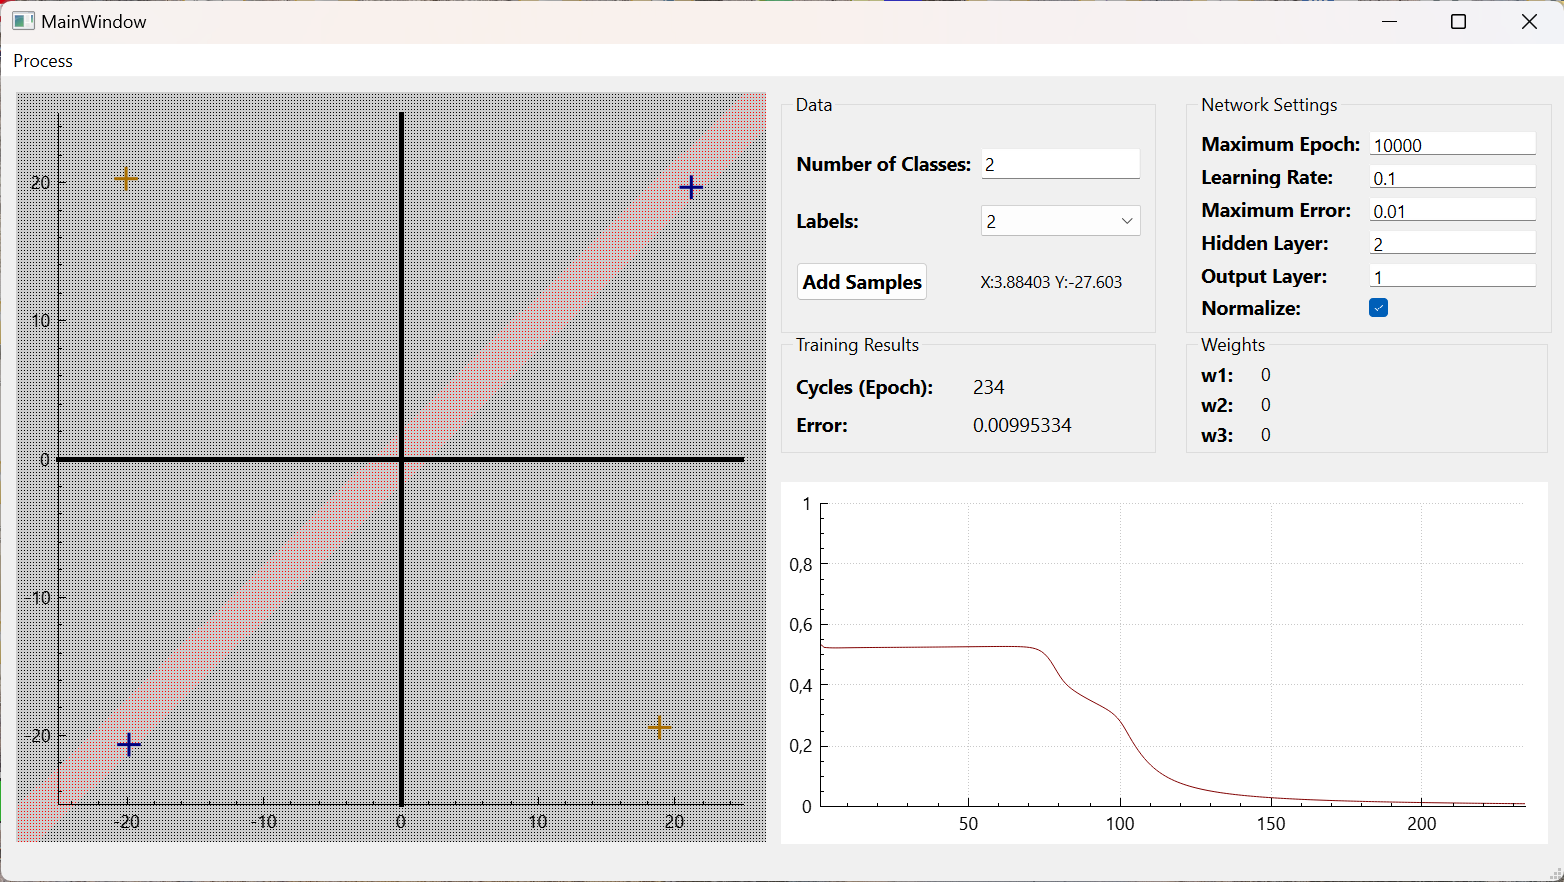 MainWindow
Process
20
10
0
-10
-20
-20
-10
0
10
20
Data
Number of Classes: 2
Labels: 2
Add Samples X:3.88403 Y:-27.603
Network Settings
Maximum Epoch: 10000
Learning Rate: 0.1
Maximum Error: 0.01
Hidden Layer: 2
Output Layer: 1
Normalize:
Training Results
Cycles (Epoch): 234
Error: 0.00995334
Weights
w1: 0
w2: 0
w3: 0
1
0,8
0,6
0,4
0,2
0
50
100
150
200